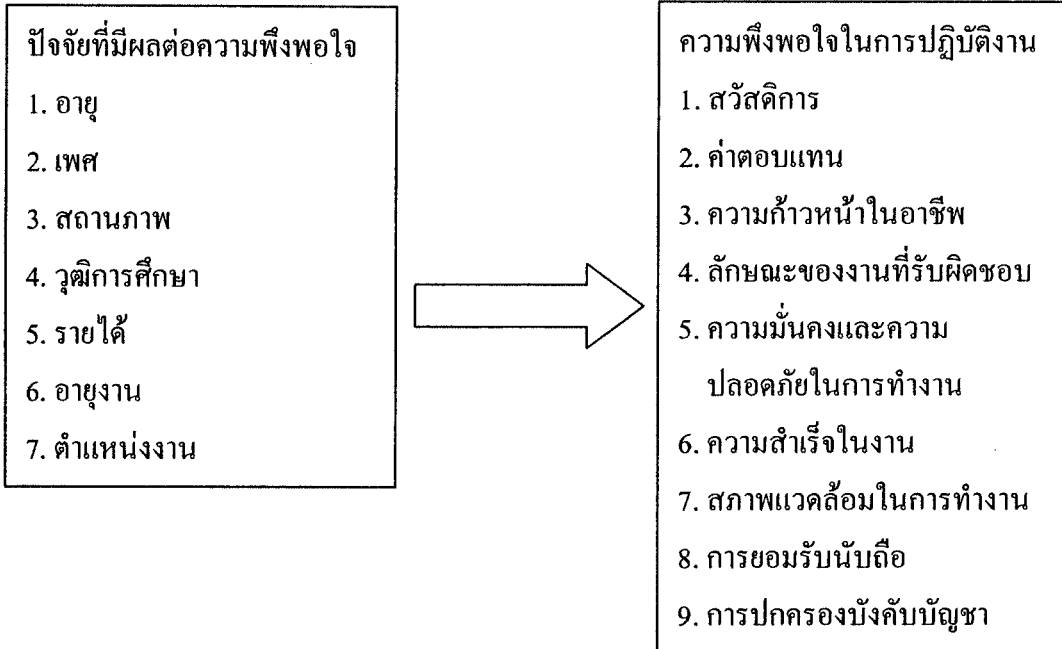 ปัจจัยที่มีผลต่อความพึงพอใจ
1. อายุ
2. เพศ
3. สถานภาพ
4. วุฒิการศึกษา
5. รายได้
6. อายุงาน
7. ตำแหน่งงาน
ความพึงพอใจในการปฏิบัติงาน
1. สวัสดิการ
2. ค่าตอบแทน
3. ความก้าวหน้าในอาชีพ
4. ลักษณะของงานที่รับผิดชอบ
5. ความมั่นคงและความ
ปลอดภัยในการทำงาน
6. ความสำเร็จในงาน
7. สภาพแวดล้อมในการทำงาน
8. การยอมรับนับถือ
9. การปกครองบังคับบัญชา